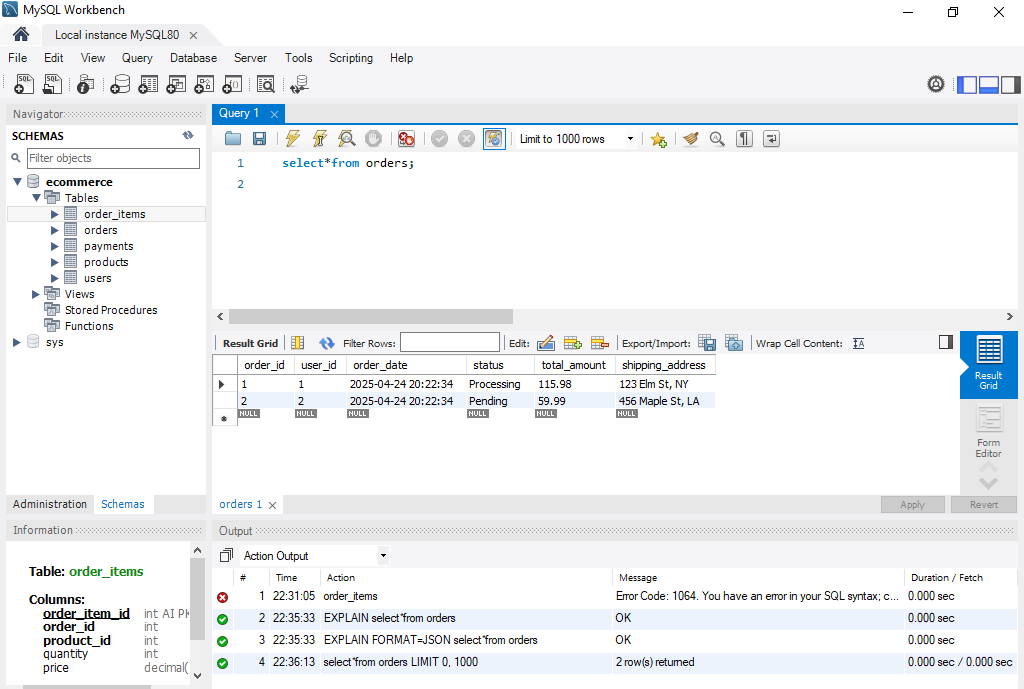 MySQL Workbench
Local instance MySQL80
File Edit View Query Database Server Tools Scripting Help
Navigator
SCHEMAS
Filter objects
ecommerce
Tables
order_items
orders
payments
products
users
Views
Stored Procedures
Functions
sys
Administration Schemas
Information
Table: order_items
Columns:
order_item_id int AI PK
order_id int
product_id int
quantity int
price decimal(
Query 1
Limit to 1000 rows
1 select*from orders;
2
Result Grid Filter Rows: Edit: Export/Import: Wrap Cell Content:
order_id user_id order_date status total_amount shipping_address
1 1 2025-04-24 20:22:34 Processing 115.98 123 Elm St, NY
2 2 2025-04-24 20:22:34 Pending 59.99 456 Maple St, LA
NULL NULL NULL NULL NULL NULL
Result
Grid
Form
Editor
orders 1
Apply Revert
Output
Action Output
# Time Action Message Duration / Fetch
1 22:31:05 order_items Error Code: 1064. You have an error in your SQL syntax; c... 0.000 sec
2 22:35:33 EXPLAIN select*from orders OK 0.000 sec
3 22:35:33 EXPLAIN FORMAT=JSON select*from orders OK 0.000 sec
4 22:36:13 select*from orders LIMIT 0, 1000 2 row(s) returned 0.000 sec / 0.000 sec